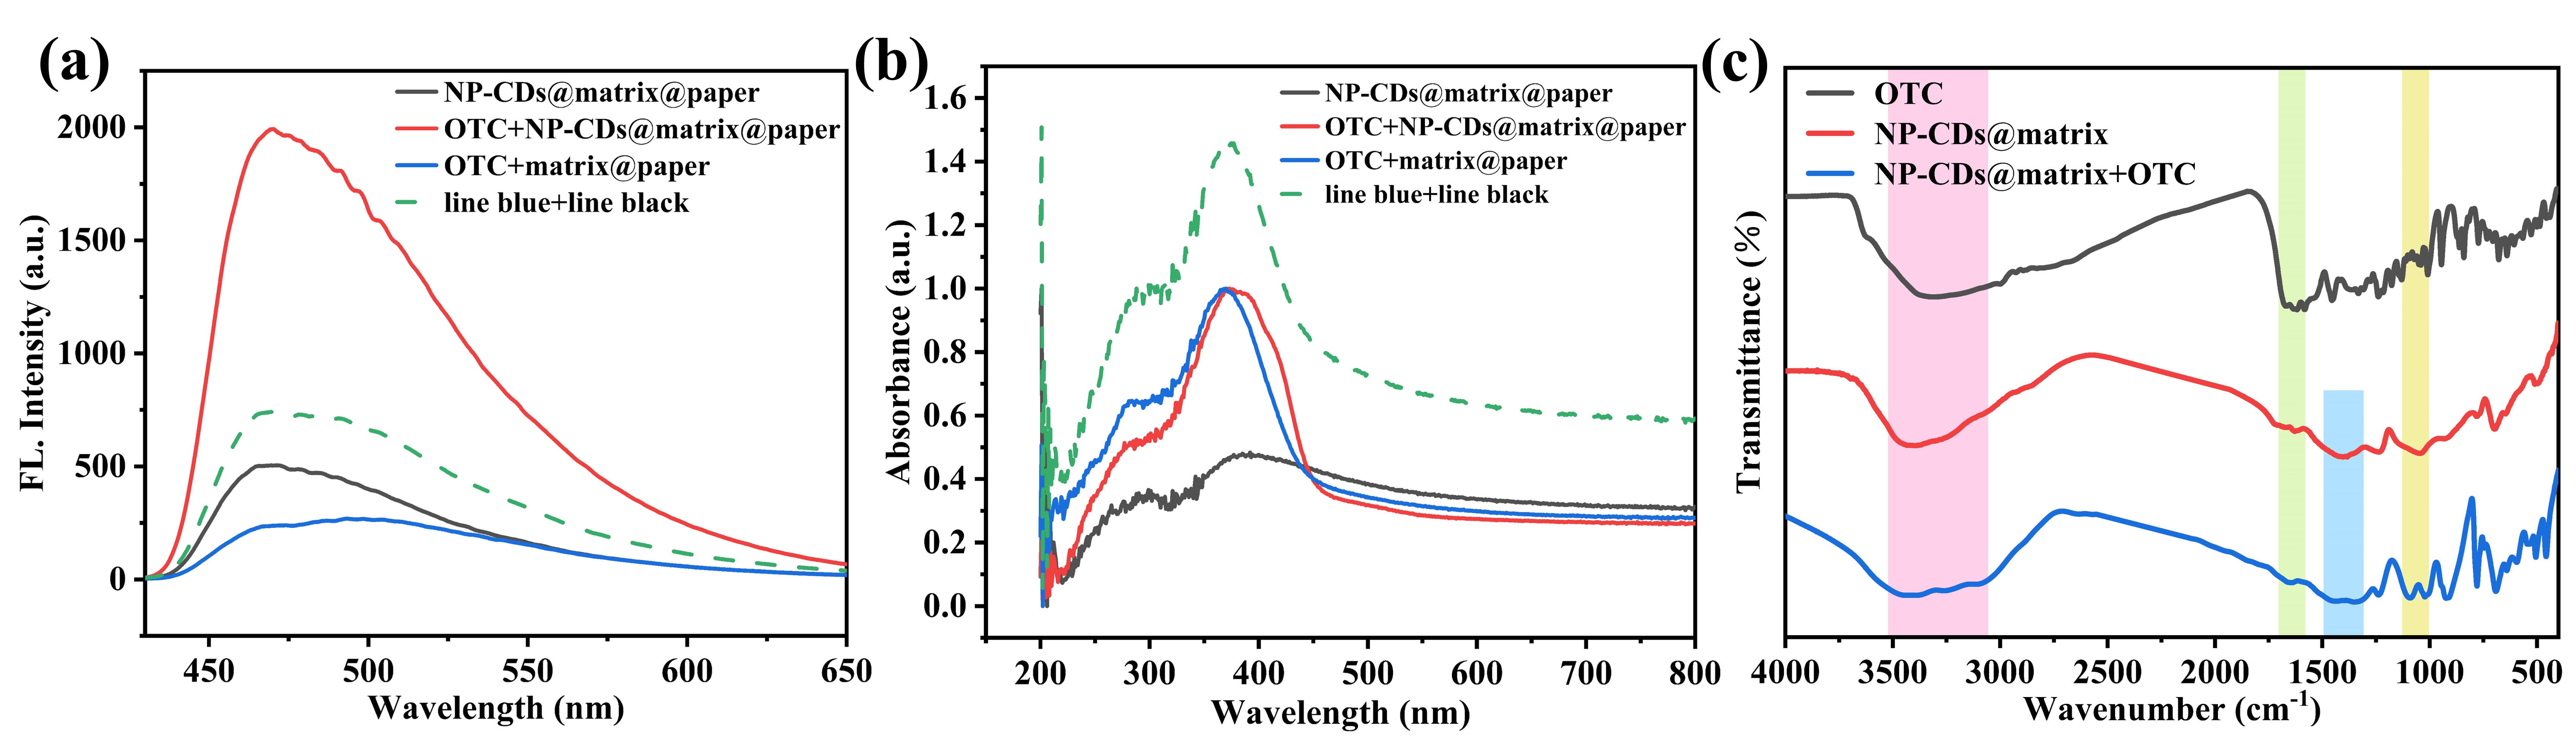 (a)
NP-CDs@matrix@paper
OTC+NP-CDs@matrix@paper
OTC+matrix@paper
line blue+line black
FL. Intensity (a.u.)
2000
1500
1000
500
0
450 500 550 600 650
Wavelength (nm)
(b)
NP-CDs@matrix@paper
OTC+NP-CDs@matrix@paper
OTC+matrix@paper
line blue+line black
Absorbance (a.u.)
1.6
1.4
1.2
1.0
0.8
0.6
0.4
0.2
0.0
200 300 400 500 600 700 800
Wavelength (nm)
(c)
OTC
NP-CDs@matrix
NP-CDs@matrix+OTC
Transmittance (%)
4000 3500 3000 2500 2000 1500 1000 500
Wavenumber (cm⁻¹)